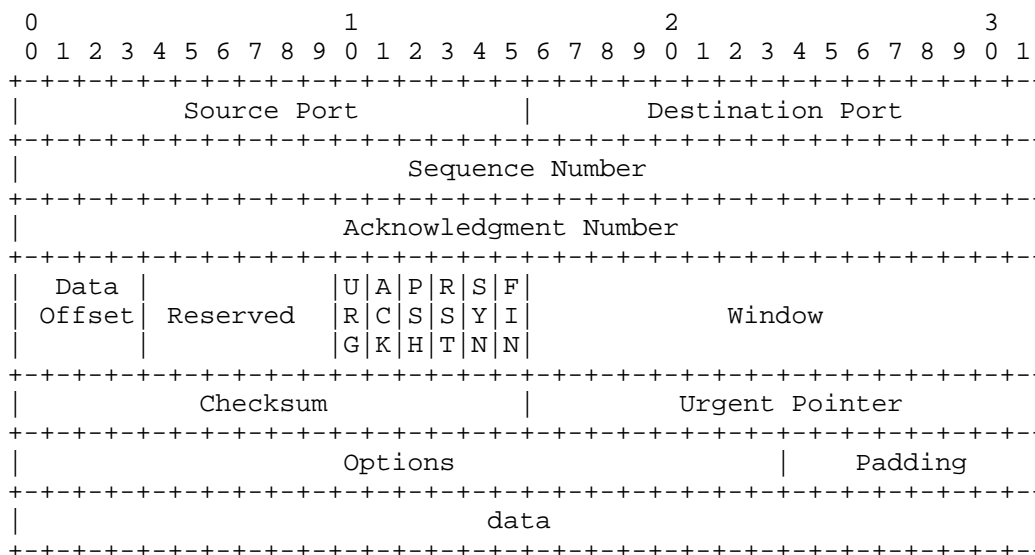 0                   1                   2                   3
0 1 2 3 4 5 6 7 8 9 0 1 2 3 4 5 6 7 8 9 0 1 2 3 4 5 6 7 8 9 0 1
+-+-+-+-+-+-+-+-+-+-+-+-+-+-+-+-+-+-+-+-+-+-+-+-+-+-+-+-+-+-+-+-
|          Source Port          |       Destination Port
+-+-+-+-+-+-+-+-+-+-+-+-+-+-+-+-+-+-+-+-+-+-+-+-+-+-+-+-+-+-+-+-
|                        Sequence Number
+-+-+-+-+-+-+-+-+-+-+-+-+-+-+-+-+-+-+-+-+-+-+-+-+-+-+-+-+-+-+-+-
|                    Acknowledgment Number
+-+-+-+-+-+-+-+-+-+-+-+-+-+-+-+-+-+-+-+-+-+-+-+-+-+-+-+-+-+-+-+-
|  Data |           |U|A|P|R|S|F|
| Offset| Reserved  |R|C|S|S|Y|I|            Window
|       |           |G|K|H|T|N|N|
+-+-+-+-+-+-+-+-+-+-+-+-+-+-+-+-+-+-+-+-+-+-+-+-+-+-+-+-+-+-+-+-
|           Checksum            |         Urgent Pointer
+-+-+-+-+-+-+-+-+-+-+-+-+-+-+-+-+-+-+-+-+-+-+-+-+-+-+-+-+-+-+-+-
|                    Options                    |    Padding
+-+-+-+-+-+-+-+-+-+-+-+-+-+-+-+-+-+-+-+-+-+-+-+-+-+-+-+-+-+-+-+-
|                             data
+-+-+-+-+-+-+-+-+-+-+-+-+-+-+-+-+-+-+-+-+-+-+-+-+-+-+-+-+-+-+-+-